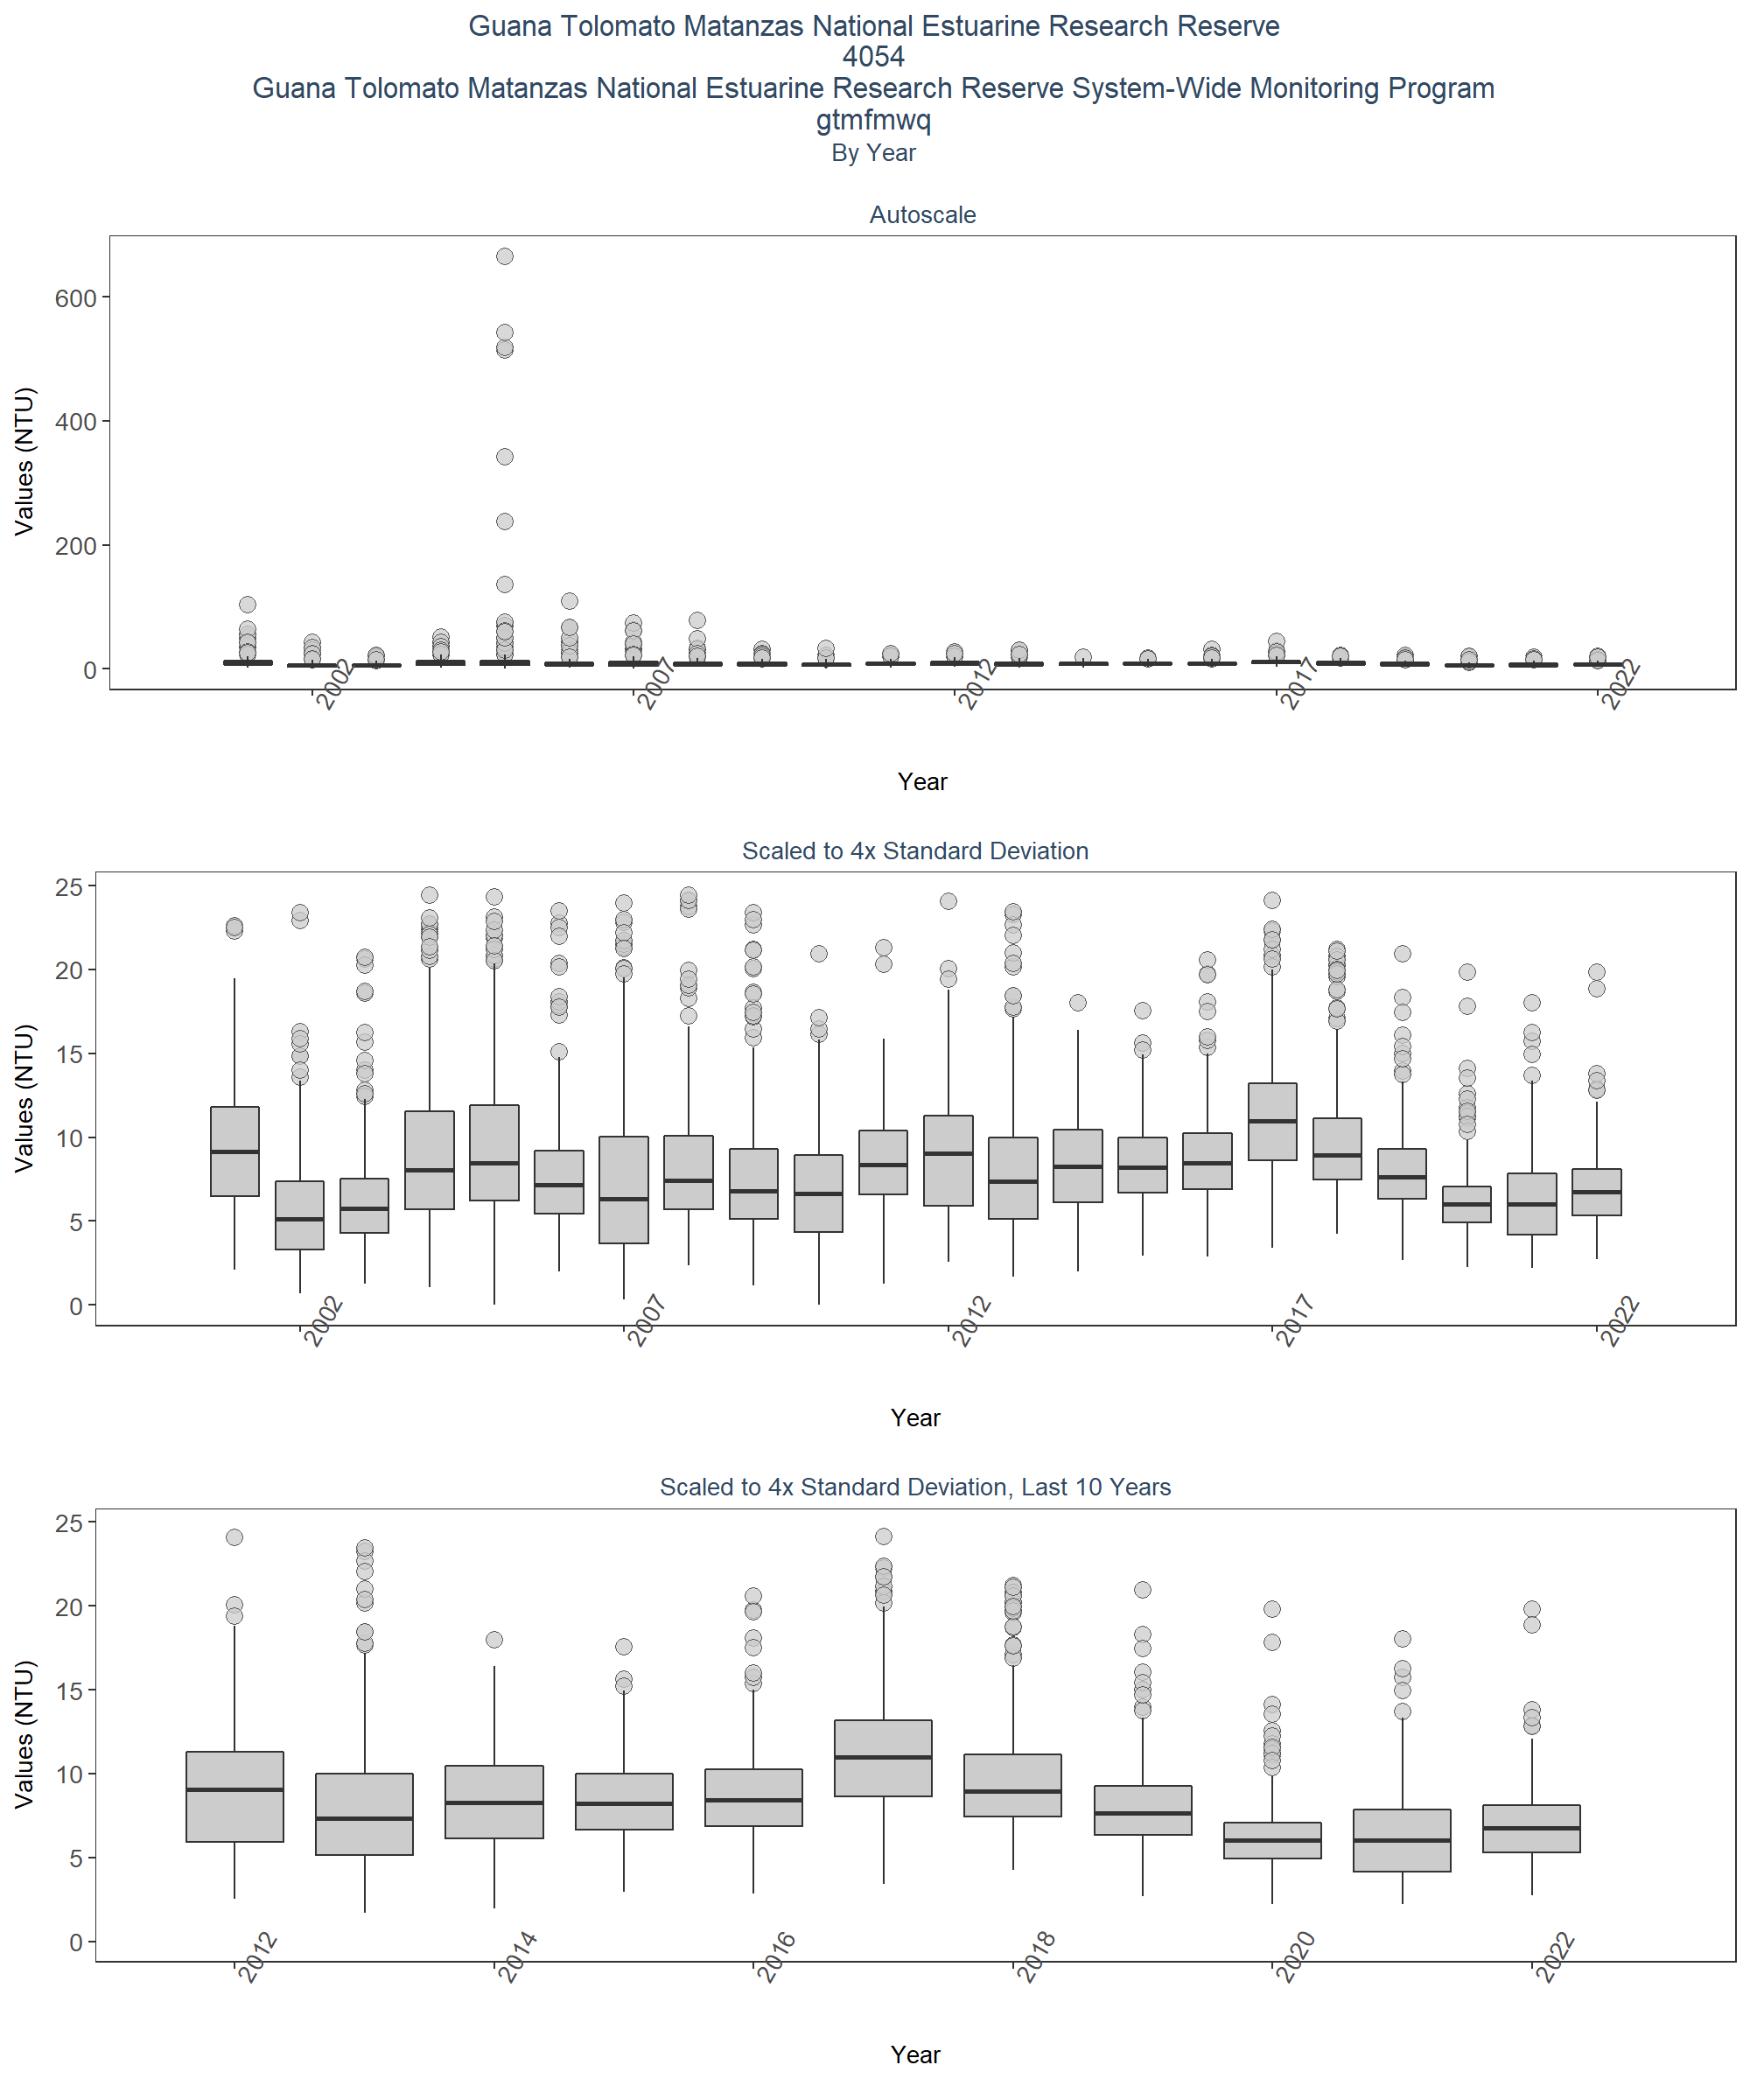 Guana Tolomato Matanzas National Estuarine Research Reserve
4054
Guana Tolomato Matanzas National Estuarine Research Reserve System-Wide Monitoring Program
gtmfmwq
By Year
Autoscale
Values (NTU)
600
400
200
0
2002
2007
2012
2017
2022
Year
Scaled to 4x Standard Deviation
Values (NTU)
25
20
15
10
5
0
2002
2007
2012
2017
2022
Year
Scaled to 4x Standard Deviation, Last 10 Years
Values (NTU)
25
20
15
10
5
0
2012
2014
2016
2018
2020
2022
Year